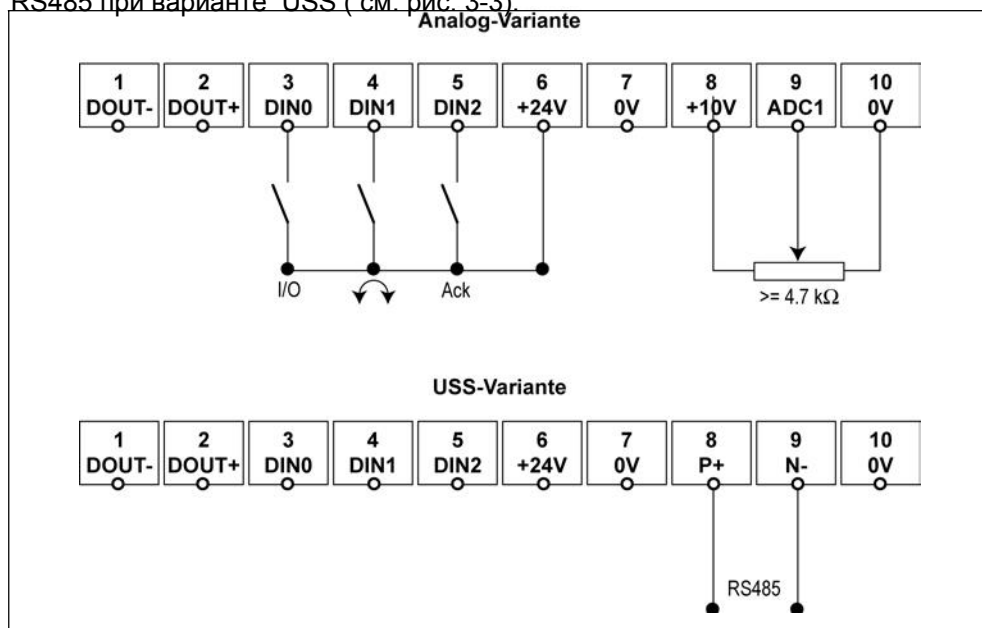 RS485 при варианте USS ( см. рис. 3-3).
Analog-Variante
1 2 3 4 5 6 7 8 9 10
DOUT- DOUT+ DIN0 DIN1 DIN2 +24V 0V +10V ADC1 0V
I/O Ack >= 4.7 kΩ
USS-Variante
1 2 3 4 5 6 7 8 9 10
DOUT- DOUT+ DIN0 DIN1 DIN2 +24V 0V P+ N- 0V
RS485